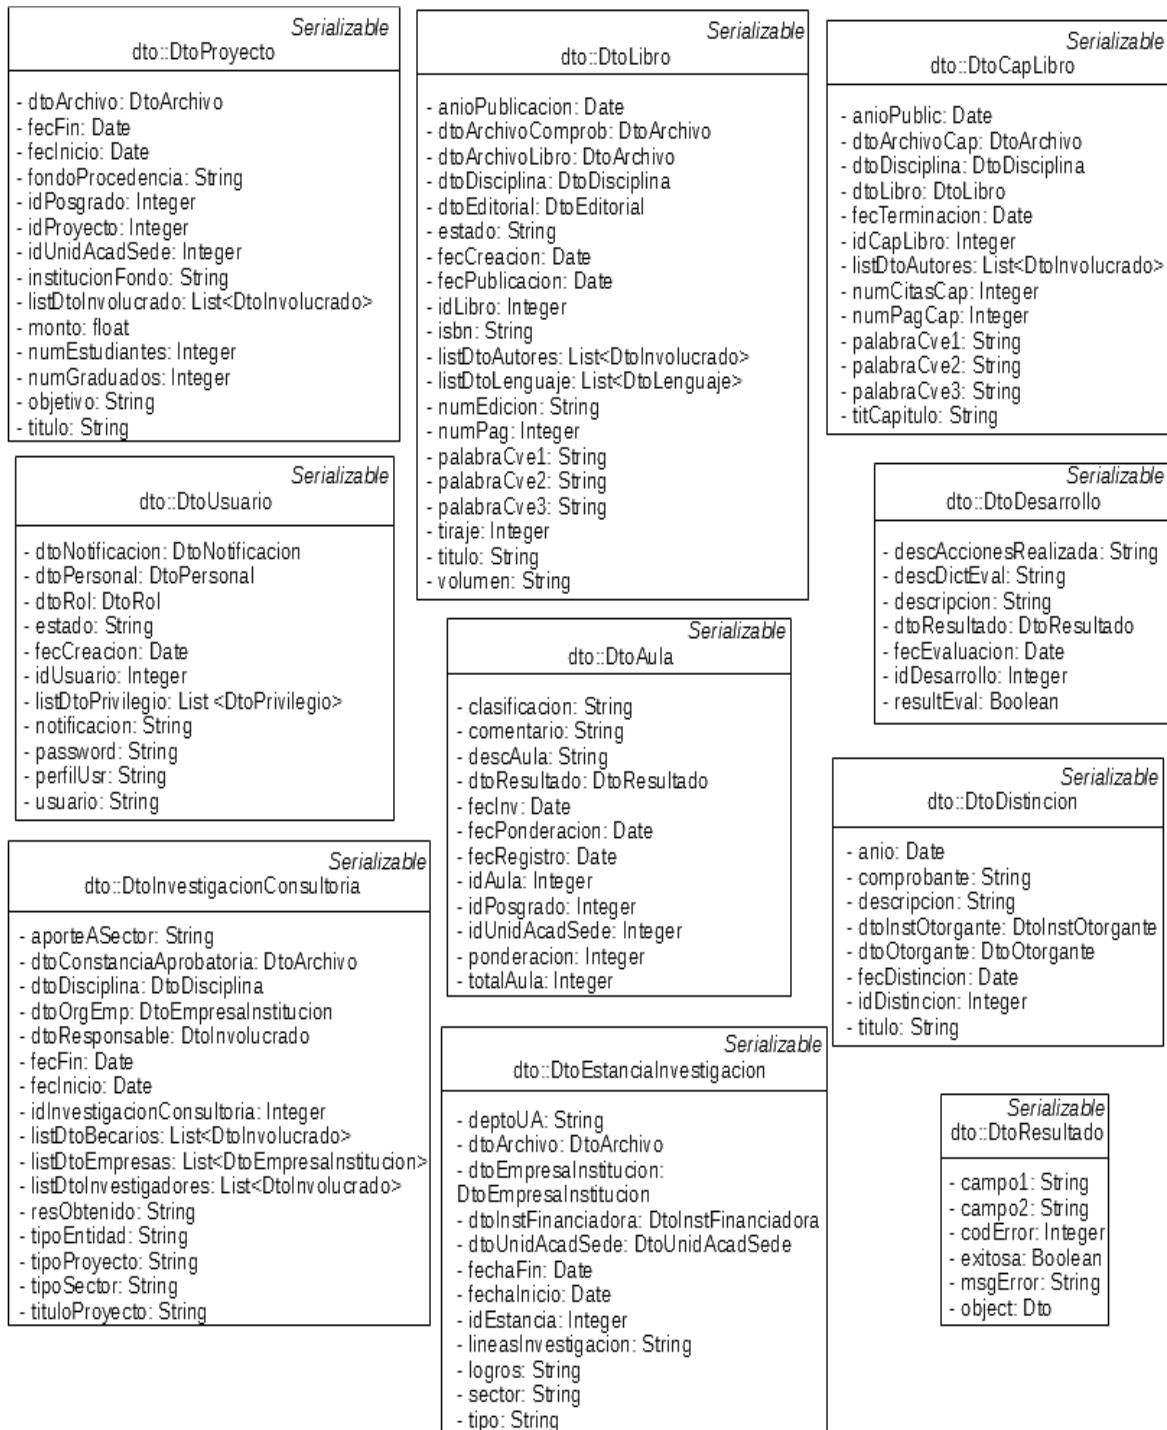 Serializable
dto::DtoProyecto
- dtoArchivo: DtoArchivo
- fecFin: Date
- fecInicio: Date
- fondoProcedencia: String
- idPosgrado: Integer
- idProyecto: Integer
- idUnidAcadSede: Integer
- institucionFondo: String
- listDtoInvolucrado: List<DtoInvolucrado>
- monto: float
- numEstudiantes: Integer
- numGraduados: Integer
- objetivo: String
- titulo: String
Serializable
dto::DtoLibro
- anioPublicacion: Date
- dtoArchivoComprob: DtoArchivo
- dtoArchivoLibro: DtoArchivo
- dtoDisciplina: DtoDisciplina
- dtoEditorial: DtoEditorial
- estado: String
- fecCreacion: Date
- fecPublicacion: Date
- idLibro: Integer
- isbn: String
- listDtoAutores: List<DtoInvolucrado>
- listDtoLenguaje: List<DtoLenguaje>
- numEdicion: String
- numPag: Integer
- palabraCve1: String
- palabraCve2: String
- palabraCve3: String
- tiraje: Integer
- titulo: String
- volumen: String
Serializable
dto::DtoCapLibro
- anioPublic: Date
- dtoArchivoCap: DtoArchivo
- dtoDisciplina: DtoDisciplina
- dtoLibro: DtoLibro
- fecTerminacion: Date
- idCapLibro: Integer
- listDtoAutores: List<DtoInvolucrado>
- numCitasCap: Integer
- numPagCap: Integer
- palabraCve1: String
- palabraCve2: String
- palabraCve3: String
- titCapitulo: String
Serializable
dto::DtoUsuario
- dtoNotificacion: DtoNotificacion
- dtoPersonal: DtoPersonal
- dtoRol: DtoRol
- estado: String
- fecCreacion: Date
- idUsuario: Integer
- listDtoPrivilegio: List <DtoPrivilegio>
- notificacion: String
- password: String
- perfilUsr: String
- usuario: String
Serializable
dto::DtoAula
- clasificacion: String
- comentario: String
- descAula: String
- dtoResultado: DtoResultado
- fecInv: Date
- fecPonderacion: Date
- fecRegistro: Date
- idAula: Integer
- idPosgrado: Integer
- idUnidAcadSede: Integer
- ponderacion: Integer
- totalAula: Integer
Serializable
dto::DtoDesarrollo
- descAccionesRealizada: String
- descDictEval: String
- descripcion: String
- dtoResultado: DtoResultado
- fecEvaluacion: Date
- idDesarrollo: Integer
- resultEval: Boolean
Serializable
dto::DtoDistincion
- anio: Date
- comprobante: String
- descripcion: String
- dtoInstOtorgante: DtoInstOtorgante
- dtoOtorgante: DtoOtorgante
- fecDistincion: Date
- idDistincion: Integer
- titulo: String
Serializable
dto::DtoInvestigacionConsultoria
- aporteASector: String
- dtoConstanciaAprobatoria: DtoArchivo
- dtoDisciplina: DtoDisciplina
- dtoOrgEmp: DtoEmpresaInstitucion
- dtoResponsable: DtoInvolucrado
- fecFin: Date
- fecInicio: Date
- idInvestigacionConsultoria: Integer
- listDtoBecarios: List<DtoInvolucrado>
- listDtoEmpresas: List<DtoEmpresaInstitucion>
- listDtoInvestigadores: List<DtoInvolucrado>
- resObtenido: String
- tipoEntidad: String
- tipoProyecto: String
- tipoSector: String
- tituloProyecto: String
Serializable
dto::DtoEstanciaInvestigacion
- deptoUA: String
- dtoArchivo: DtoArchivo
- dtoEmpresaInstitucion:
DtoEmpresaInstitucion
- dtoInstFinanciadora: DtoInstFinanciadora
- dtoUnidAcadSede: DtoUnidAcadSede
- fechaFin: Date
- fechaInicio: Date
- idEstancia: Integer
- lineasInvestigacion: String
- logros: String
- sector: String
- tipo: String
Serializable
dto::DtoResultado
- campo1: String
- campo2: String
- codError: Integer
- exitosa: Boolean
- msgError: String
- object: Dto